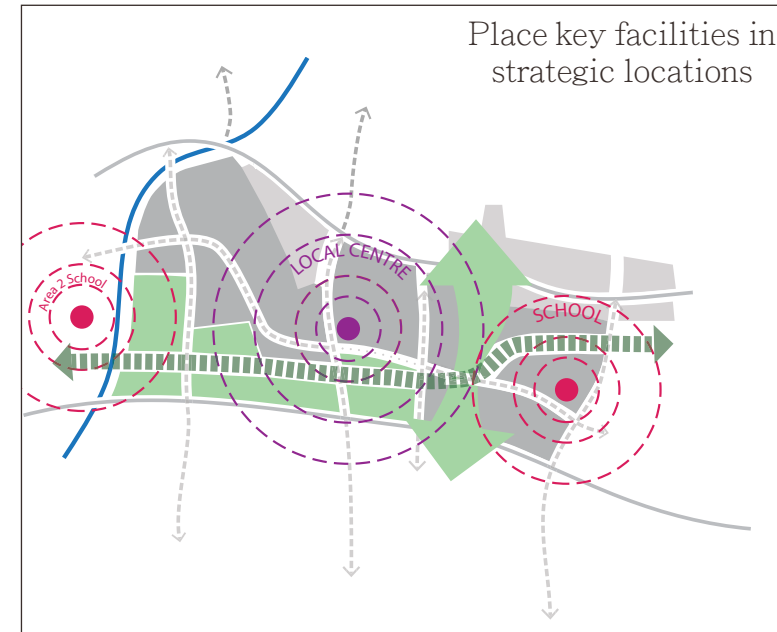 Place key facilities in
strategic locations
LOCAL CENTRE
Area 2 School
SCHOOL